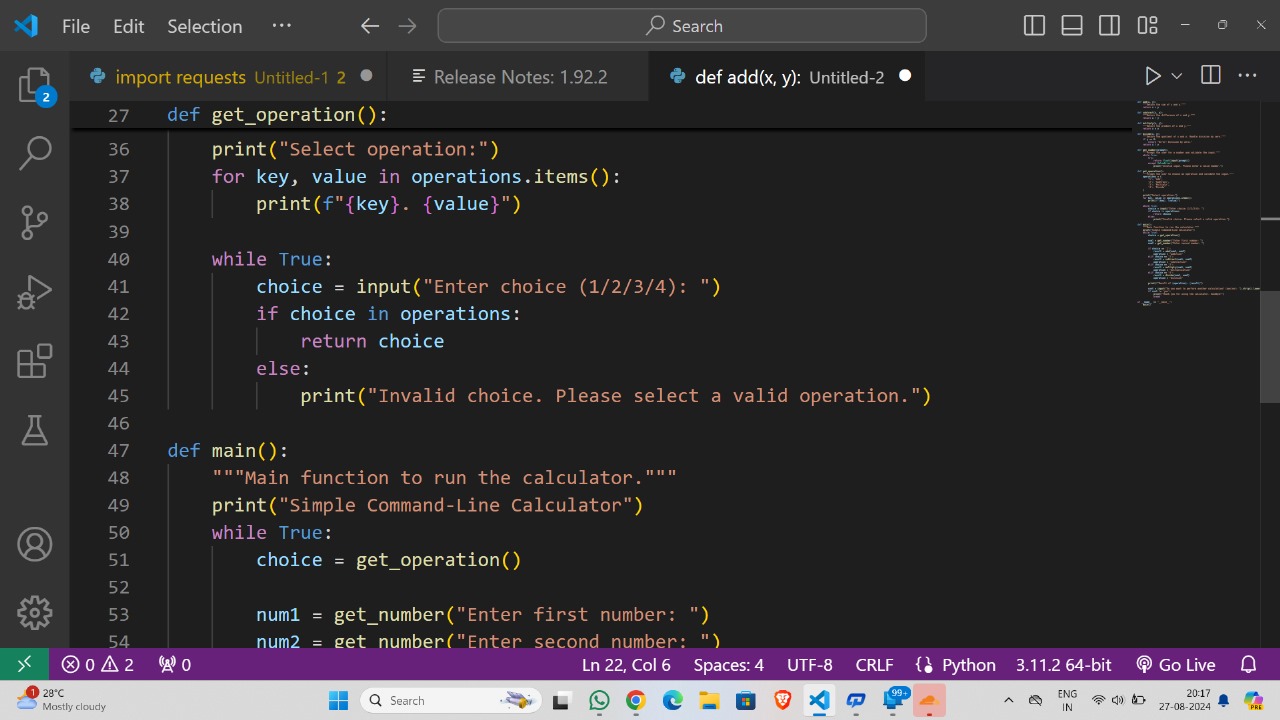 File Edit Selection ··· Search
import requests Untitled-1 2
Release Notes: 1.92.2
def add(x, y): Untitled-2
2
27 def get_operation():
36 print("Select operation:")
37 for key, value in operations.items():
38 print(f"{key}. {value}")
39
40 while True:
41 choice = input("Enter choice (1/2/3/4): ")
42 if choice in operations:
43 return choice
44 else:
45 print("Invalid choice. Please select a valid operation.")
46
47 def main():
48 """Main function to run the calculator."""
49 print("Simple Command-Line Calculator")
50 while True:
51 choice = get_operation()
52
53 num1 = get_number("Enter first number: ")
54 num2 = get_number("Enter second number: ")
0 2 0 Ln 22, Col 6 Spaces: 4 UTF-8 CRLF Python 3.11.2 64-bit Go Live
1 28°C
Mostly cloudy
Search
99+
ENG
IN
20:17
27-08-2024
PRE